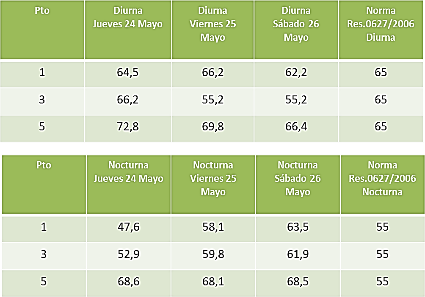 Pto Diurna Diurna Diurna Norma
Jueves 24 Mayo Viernes 25 Sábado 26 Res.0627/2006
Mayo Mayo Diurna
1 64,5 66,2 62,2 65
3 66,2 55,2 55,2 65
5 72,8 69,8 66,4 65
Pto Nocturna Nocturna Nocturna Norma
Jueves 24 Mayo Viernes 25 Sábado 26 Res.0627/2006
Mayo Mayo Nocturna
1 47,6 58,1 63,5 55
3 52,9 59,8 61,9 55
5 68,6 68,1 68,5 55